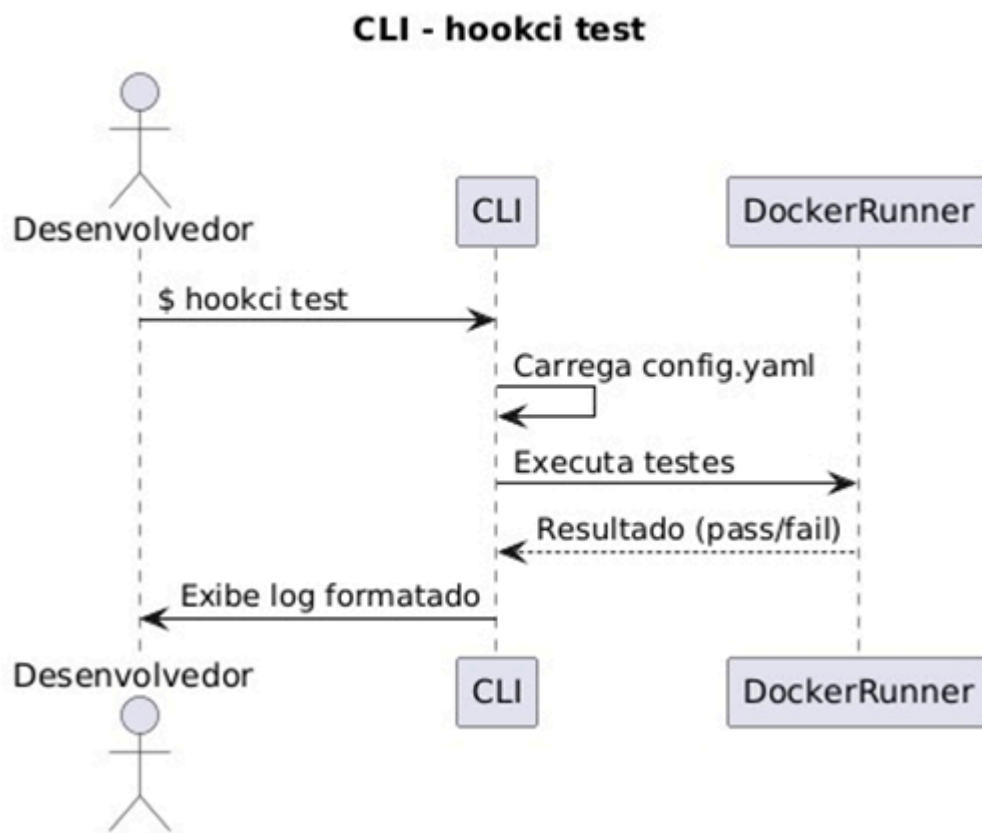 CLI - hookci test
Desenvolvedor
CLI
DockerRunner
$ hookci test
Carrega config.yaml
Executa testes
Resultado (pass/fail)
Exibe log formatado
Desenvolvedor
CLI
DockerRunner